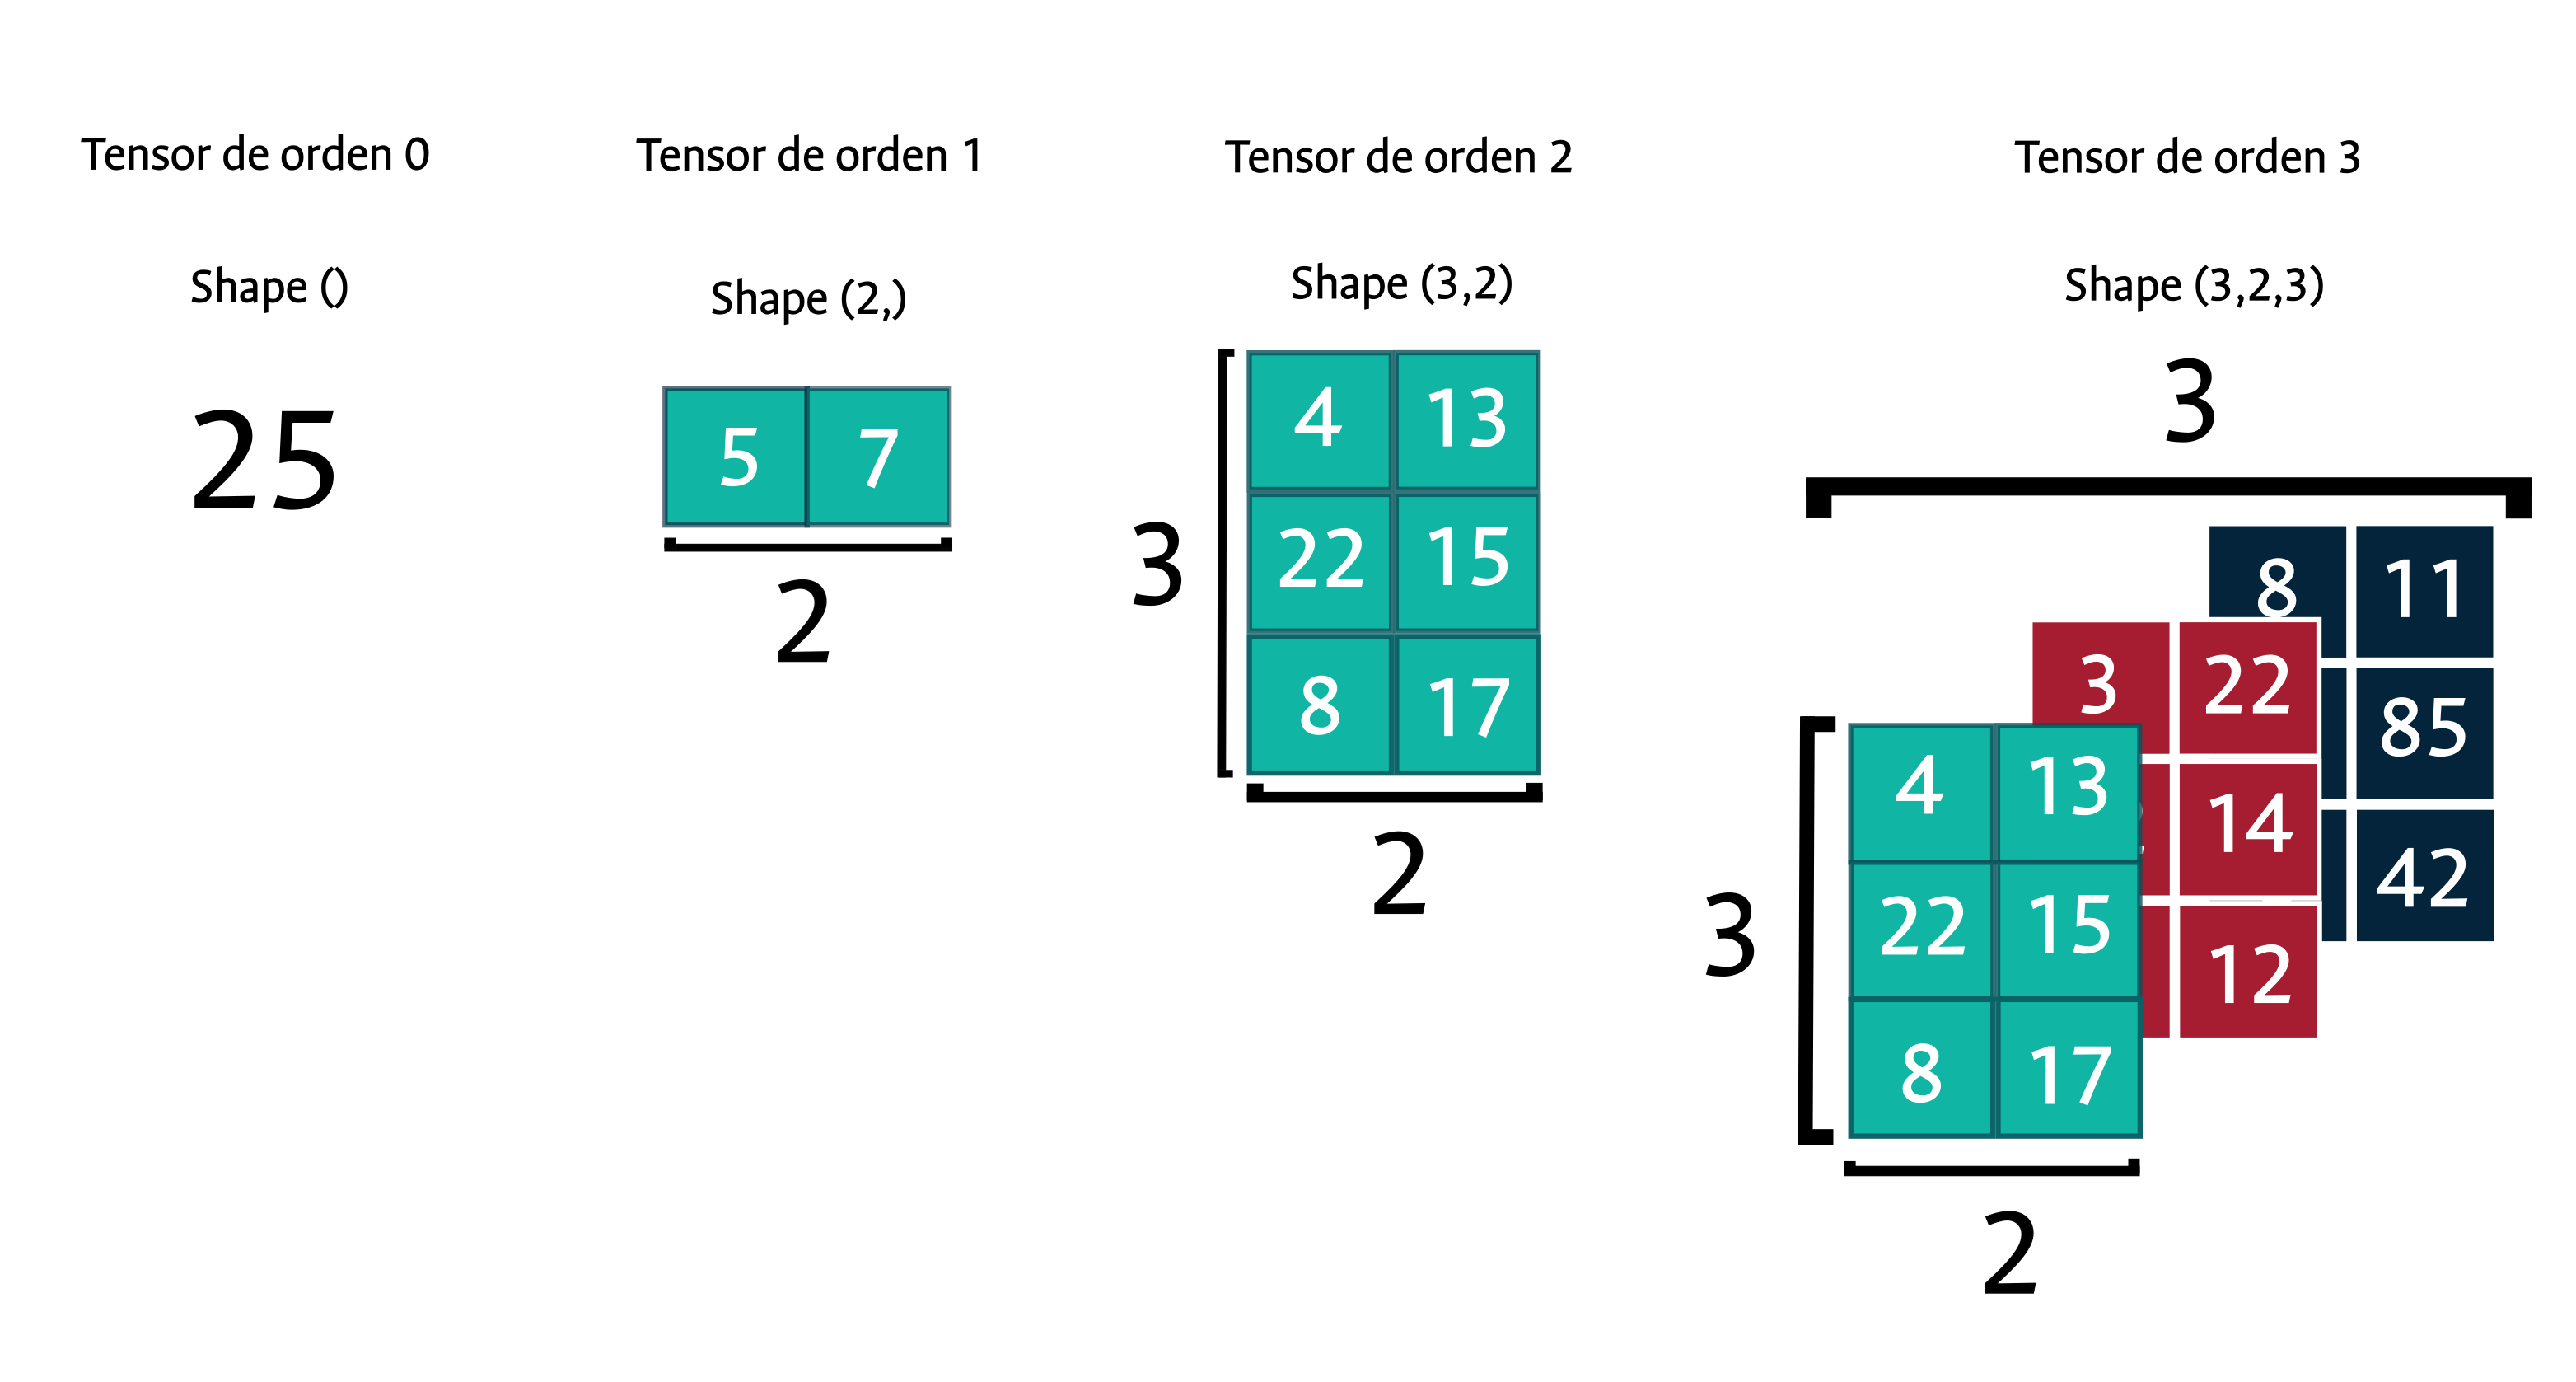 Tensor de orden 0
Shape ()
25
Tensor de orden 1
Shape (2,)
5 7
2
Tensor de orden 2
Shape (3,2)
4 13
3
22 15
8 17
2
Tensor de orden 3
Shape (3,2,3)
3
8 11
3 22
85
4 13
14
42
3
22 15
12
8 17
2